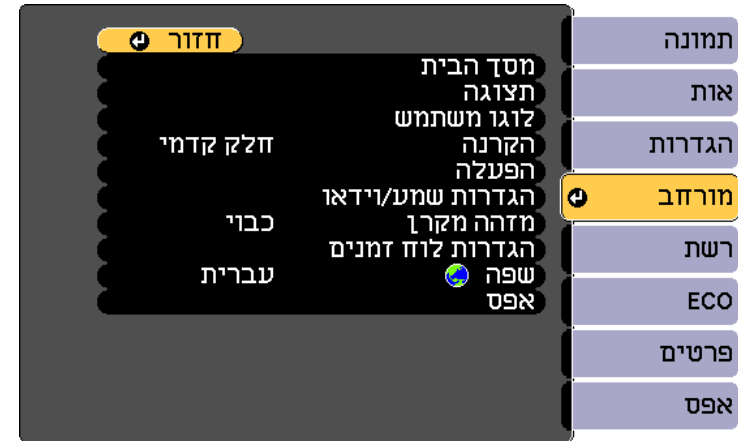 תמונה
אות
הגדרות
מורחב
רשת
ECO
פרטים
אפס
חזור
מסך הבית
תצוגה
לוגו משתמש
הקרנה חלק קדמי
הפעלה
הגדרות שמע/וידאו
מזהה מקרן כבוי
הגדרות לוח זמנים
שפה עברית
אפס